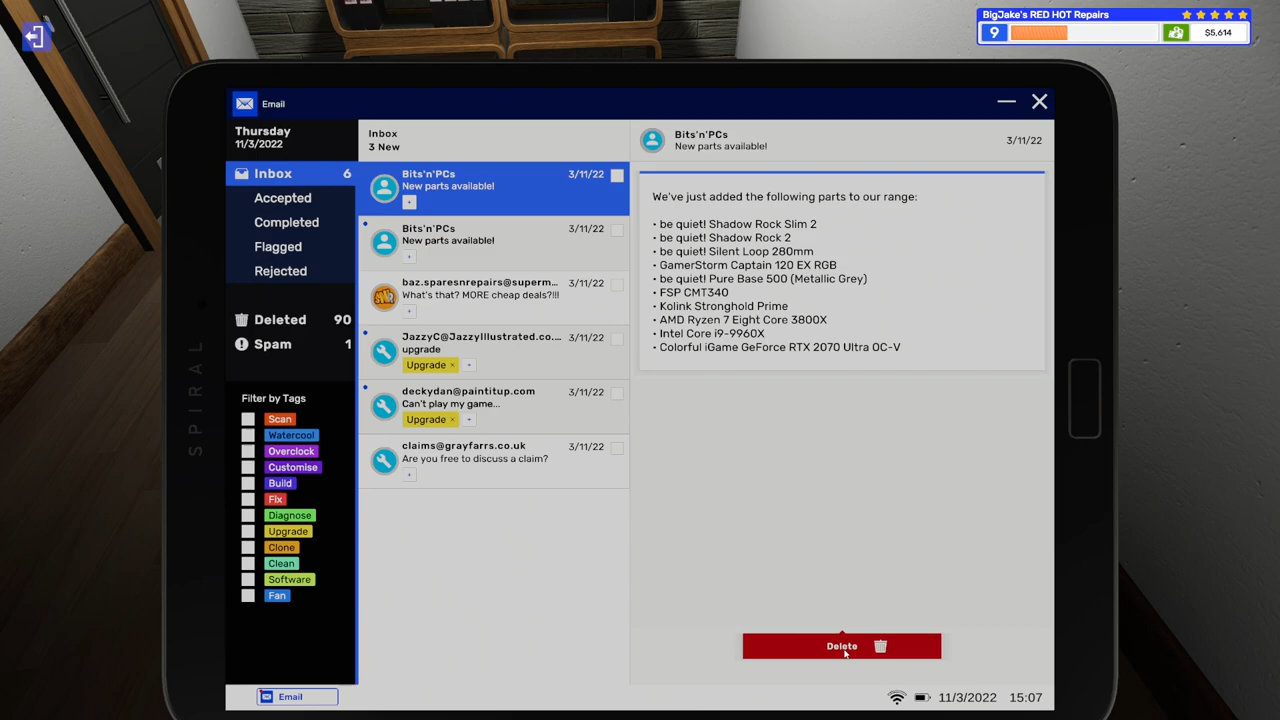 BigJake's RED HOT Repairs
9
$5,614
Email
Thursday
11/3/2022
Inbox 6
Accepted
Completed
Flagged
Rejected
Deleted 90
Spam 1
Filter by Tags
Scan
Watercool
Overclock
Customise
Build
Fix
Diagnose
Upgrade
Clone
Clean
Software
Fan
Inbox
3 New
Bits'n'PCs 3/11/22
New parts available!
+
Bits'n'PCs 3/11/22
New parts available!
+
baz.sparesnrepairs@superm... 3/11/22
What's that? MORE cheap deals?!!!
+
JazzyC@JazzyIllustrated.co.... 3/11/22
upgrade
Upgrade × +
deckydan@paintitup.com 3/11/22
Can't play my game...
Upgrade × +
claims@grayfarrs.co.uk 3/11/22
Are you free to discuss a claim?
+
Bits'n'PCs
New parts available!
3/11/22
We've just added the following parts to our range:
• be quiet! Shadow Rock Slim 2
• be quiet! Shadow Rock 2
• be quiet! Silent Loop 280mm
• GamerStorm Captain 120 EX RGB
• be quiet! Pure Base 500 (Metallic Grey)
• FSP CMT340
• Kolink Stronghold Prime
• AMD Ryzen 7 Eight Core 3800X
• Intel Core i9-9960X
• Colorful iGame GeForce RTX 2070 Ultra OC-V
Delete
SPIRAL
Email
11/3/2022 15:07